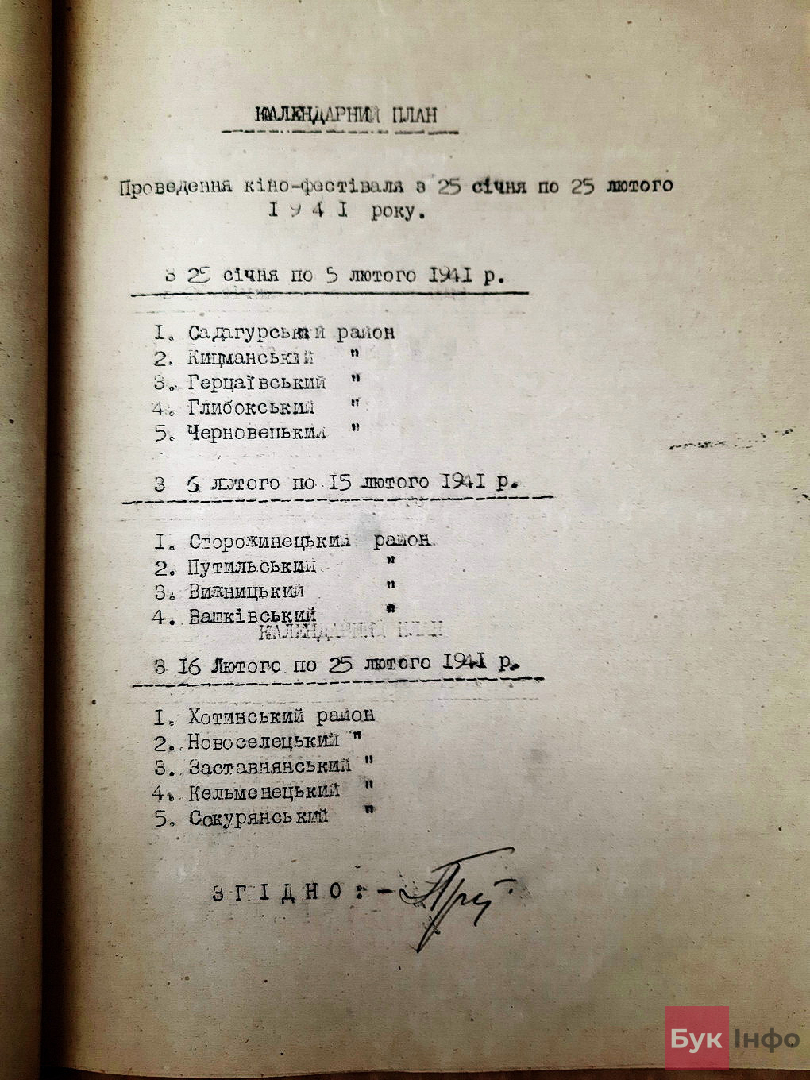 КАЛЕНДАРНИЙ ПЛАН
Проведення кіно-фестіваля з 25 січня по 25 лютого
1941 року.
З 25 січня по 5 лютого 1941 р.
1. Садагурський район
2. Кицманський "
3. Герцаївський "
4. Глибокський "
5. Черновецький "
З 6 лютого по 15 лютого 1941 р.
1. Сторожинецький район
2. Путильський "
3. Вижницький "
4. Вашківський "
КАЛЕНДАРНИЙ ПЛАН
З 16 Лютого по 25 лютого 1941 р.
1. Хотинський район
2. Новоселецький "
3. Заставнянський "
4. Кельменецький "
5. Сокурянський "
ЗГІДНО:-
Бук Інфо